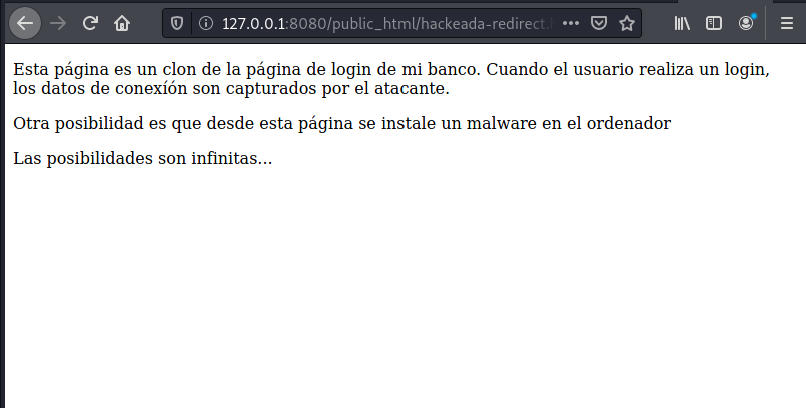 127.0.0.1:8080/public_html/hackeada-redirect.
Esta página es un clon de la página de login de mi banco. Cuando el usuario realiza un login,
los datos de conexíón son capturados por el atacante.
Otra posibilidad es que desde esta página se instale un malware en el ordenador
Las posibilidades son infinitas...